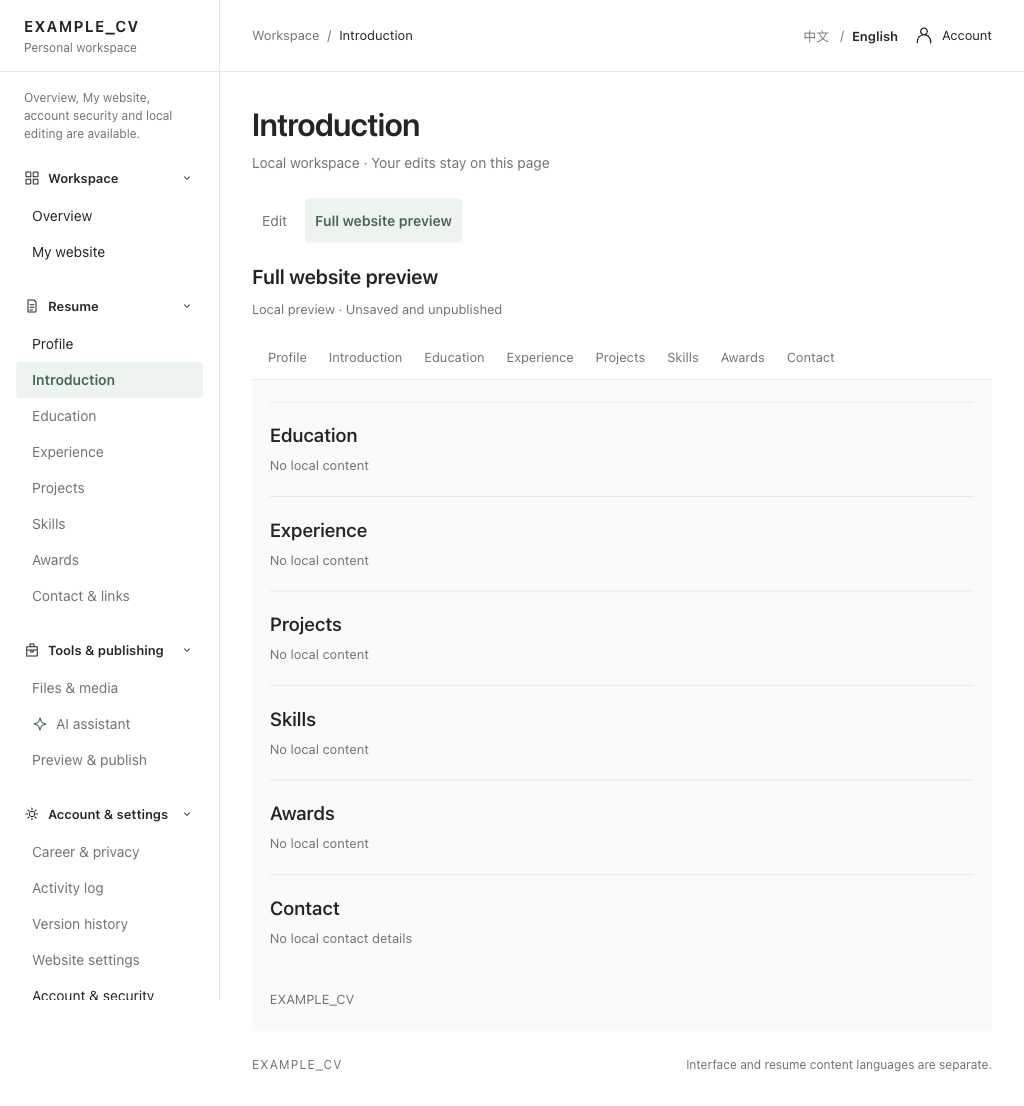 EXAMPLE_CV
Personal workspace
Workspace / Introduction
中文 / English
Account
Overview, My website,
account security and local
editing are available.
Workspace
Overview
My website
Resume
Profile
Introduction
Education
Experience
Projects
Skills
Awards
Contact & links
Tools & publishing
Files & media
AI assistant
Preview & publish
Account & settings
Career & privacy
Activity log
Version history
Website settings
Account & security
Introduction
Local workspace · Your edits stay on this page
Edit
Full website preview
Full website preview
Local preview · Unsaved and unpublished
Profile Introduction Education Experience Projects Skills Awards Contact
Education
No local content
Experience
No local content
Projects
No local content
Skills
No local content
Awards
No local content
Contact
No local contact details
EXAMPLE_CV
EXAMPLE_CV
Interface and resume content languages are separate.